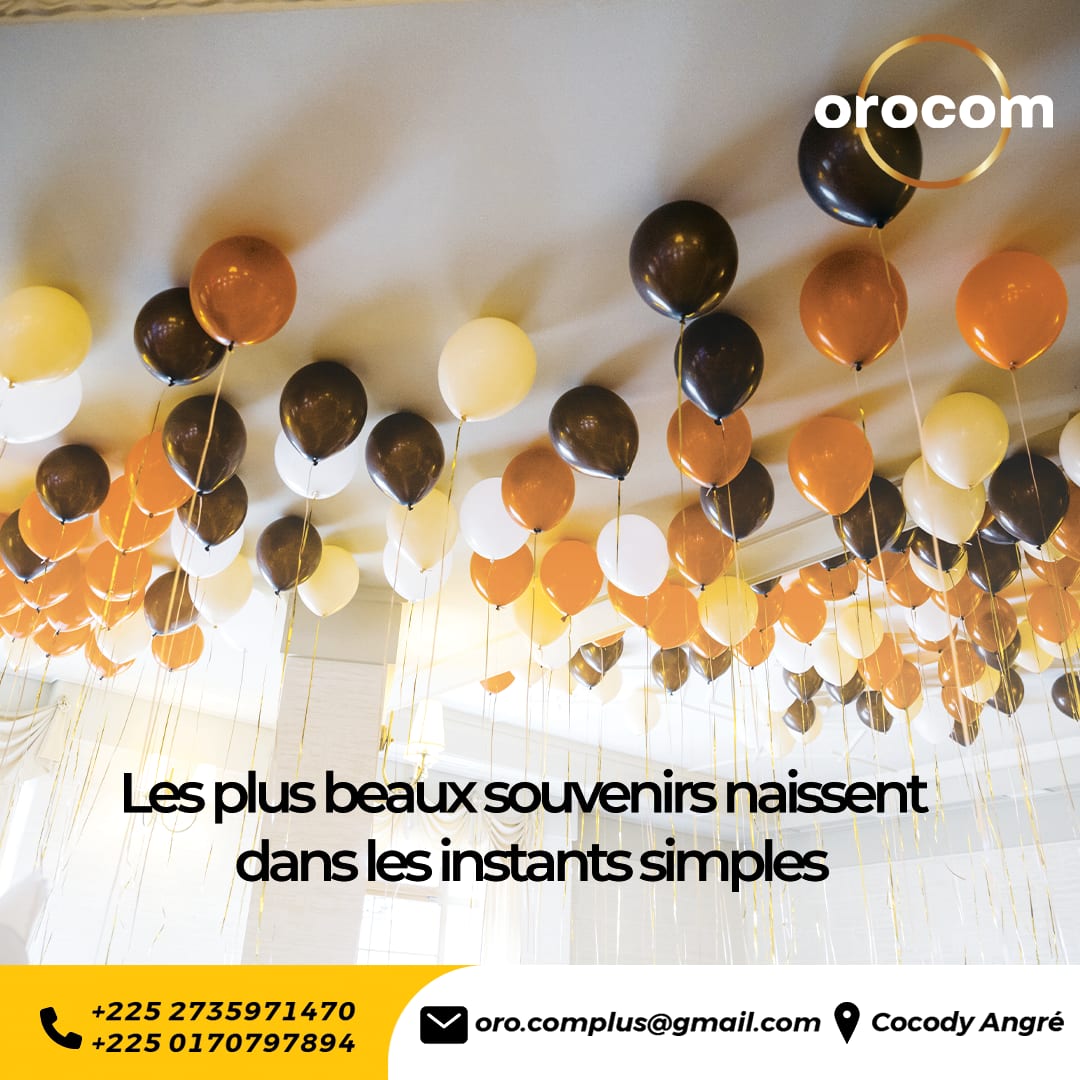 orocom
Les plus beaux souvenirs naissent
dans les instants simples
+225 2735971470
+225 0170797894
oro.complus@gmail.com
Cocody Angré